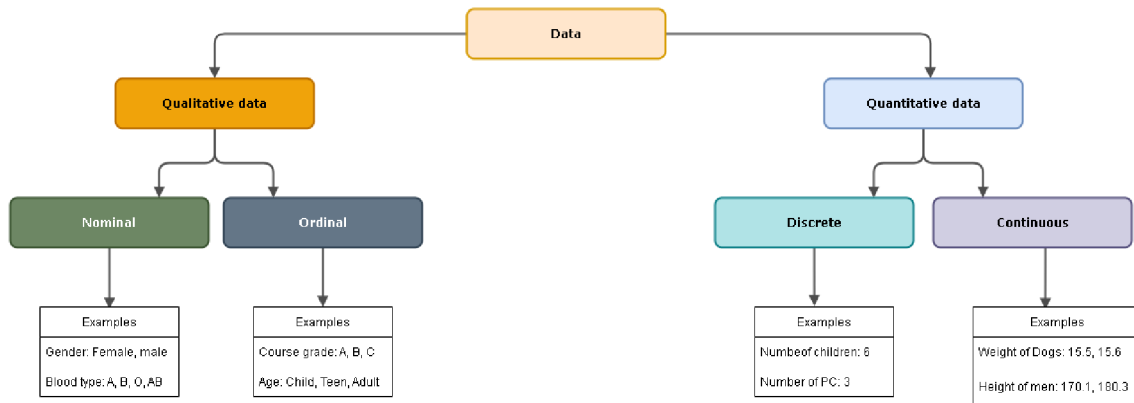 Data
Qualitative data
Quantitative data
Nominal
Ordinal
Discrete
Continuous
Examples
Gender: Female, male
Blood type: A, B, O, AB
Examples
Course grade: A, B, C
Age: Child, Teen, Adult
Examples
Numbeof children: 6
Number of PC: 3
Examples
Weight of Dogs: 15.5, 15.6
Height of men: 170.1, 180.3